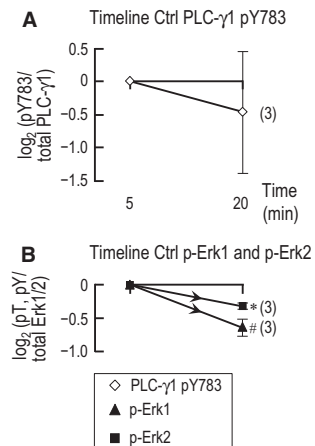 A
Timeline Ctrl PLC-γ1 pY783
log2 (pY783/
total PLC-γ1)
0.5
0
−0.5
−1.0
−1.5
(3)
5
20
Time
(min)
B
Timeline Ctrl p-Erk1 and p-Erk2
log2 (pT, pY/
total Erk1/2)
0
−0.5
−1.0
* (3)
# (3)
PLC-γ1 pY783
p-Erk1
p-Erk2